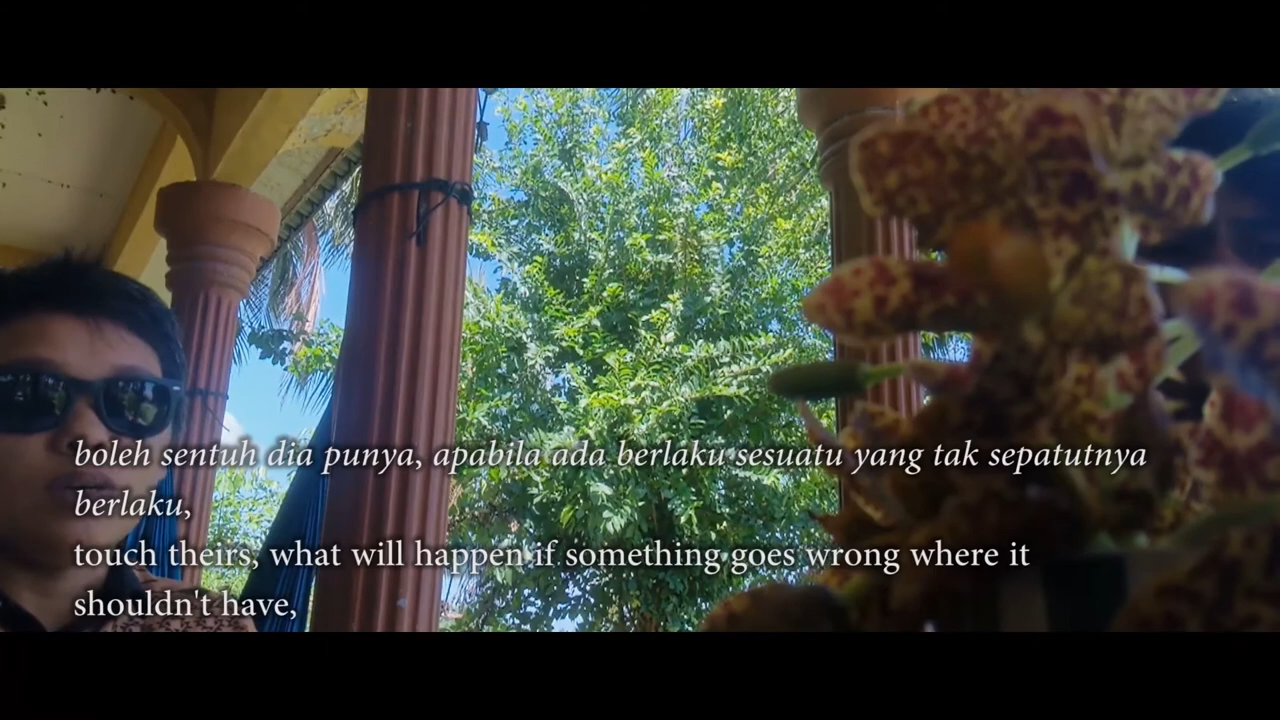 boleh sentuh dia punya, apabila ada berlaku sesuatu yang tak sepatutnya
berlaku,
touch theirs, what will happen if something goes wrong where it
shouldn't have,